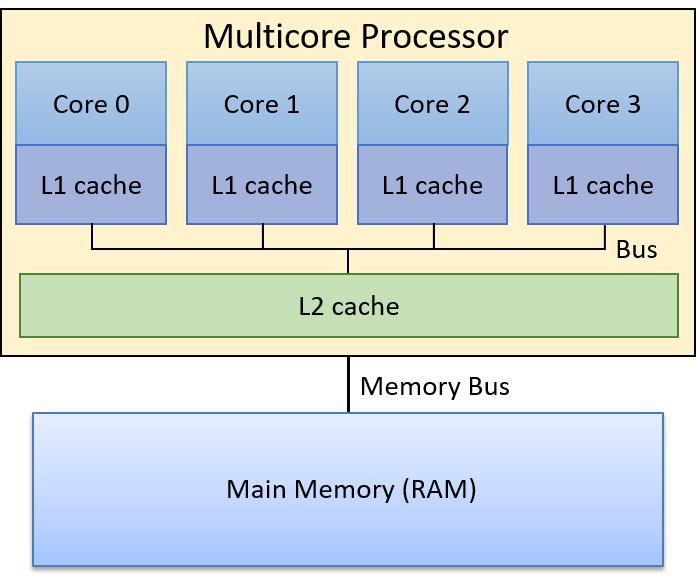 Multicore Processor
Core 0
Core 1
Core 2
Core 3
L1 cache
L1 cache
L1 cache
L1 cache
Bus
L2 cache
Memory Bus
Main Memory (RAM)